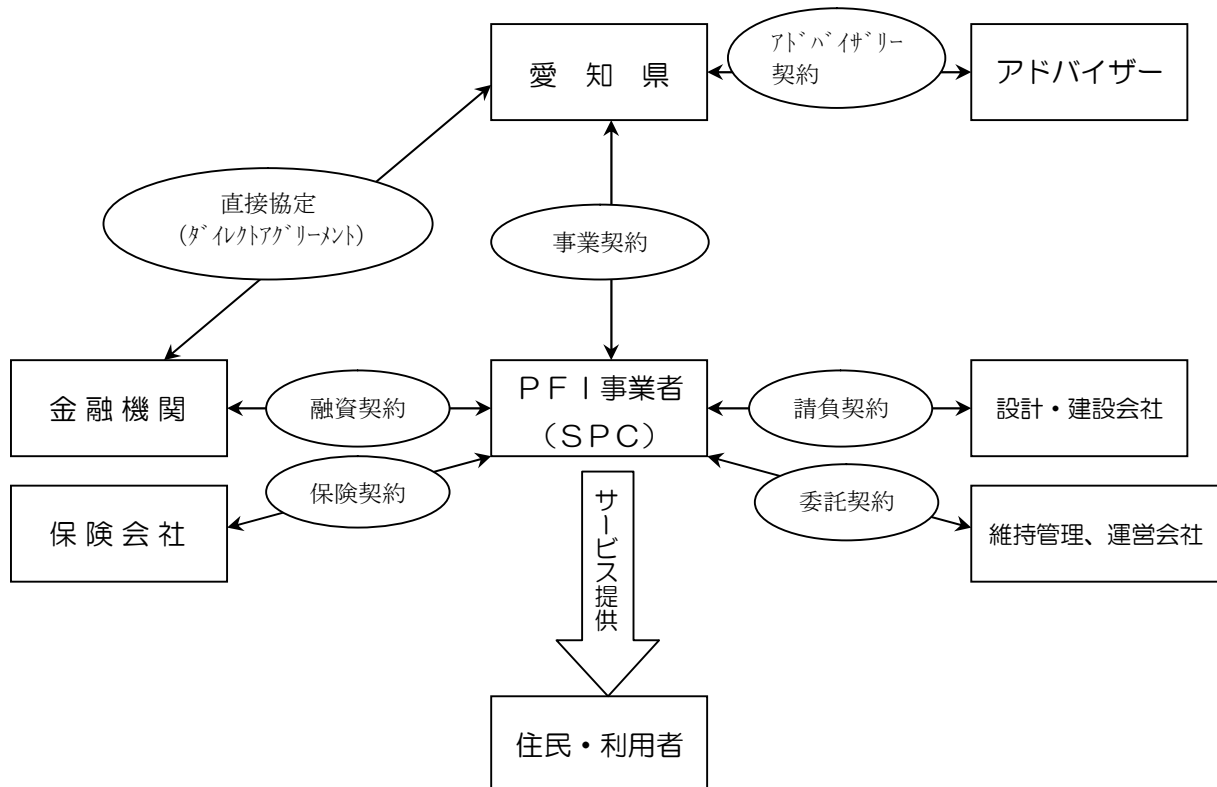 愛 知 県
ｱﾄﾞﾊﾞｲｻﾞﾘー
契約
アドバイザー
直接協定
(ﾀﾞｲﾚｸﾄｱｸﾞﾘｰﾒﾝﾄ)
事業契約
金 融 機 関
融資契約
ＰＦＩ事業者
（ＳＰＣ）
請負契約
設計・建設会社
保険会社
保険契約
サービス提供
委託契約
維持管理、運営会社
住民・利用者